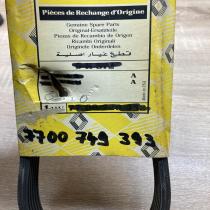 Pièces de Rechange d'Origine
Genuine Spare Parts
Original-Ersatzteile
Piezas de Recambio de Origen
Ricambi Originali
Originele Onderdelen
قطع غيار أصلية
A
A
7700 749 393